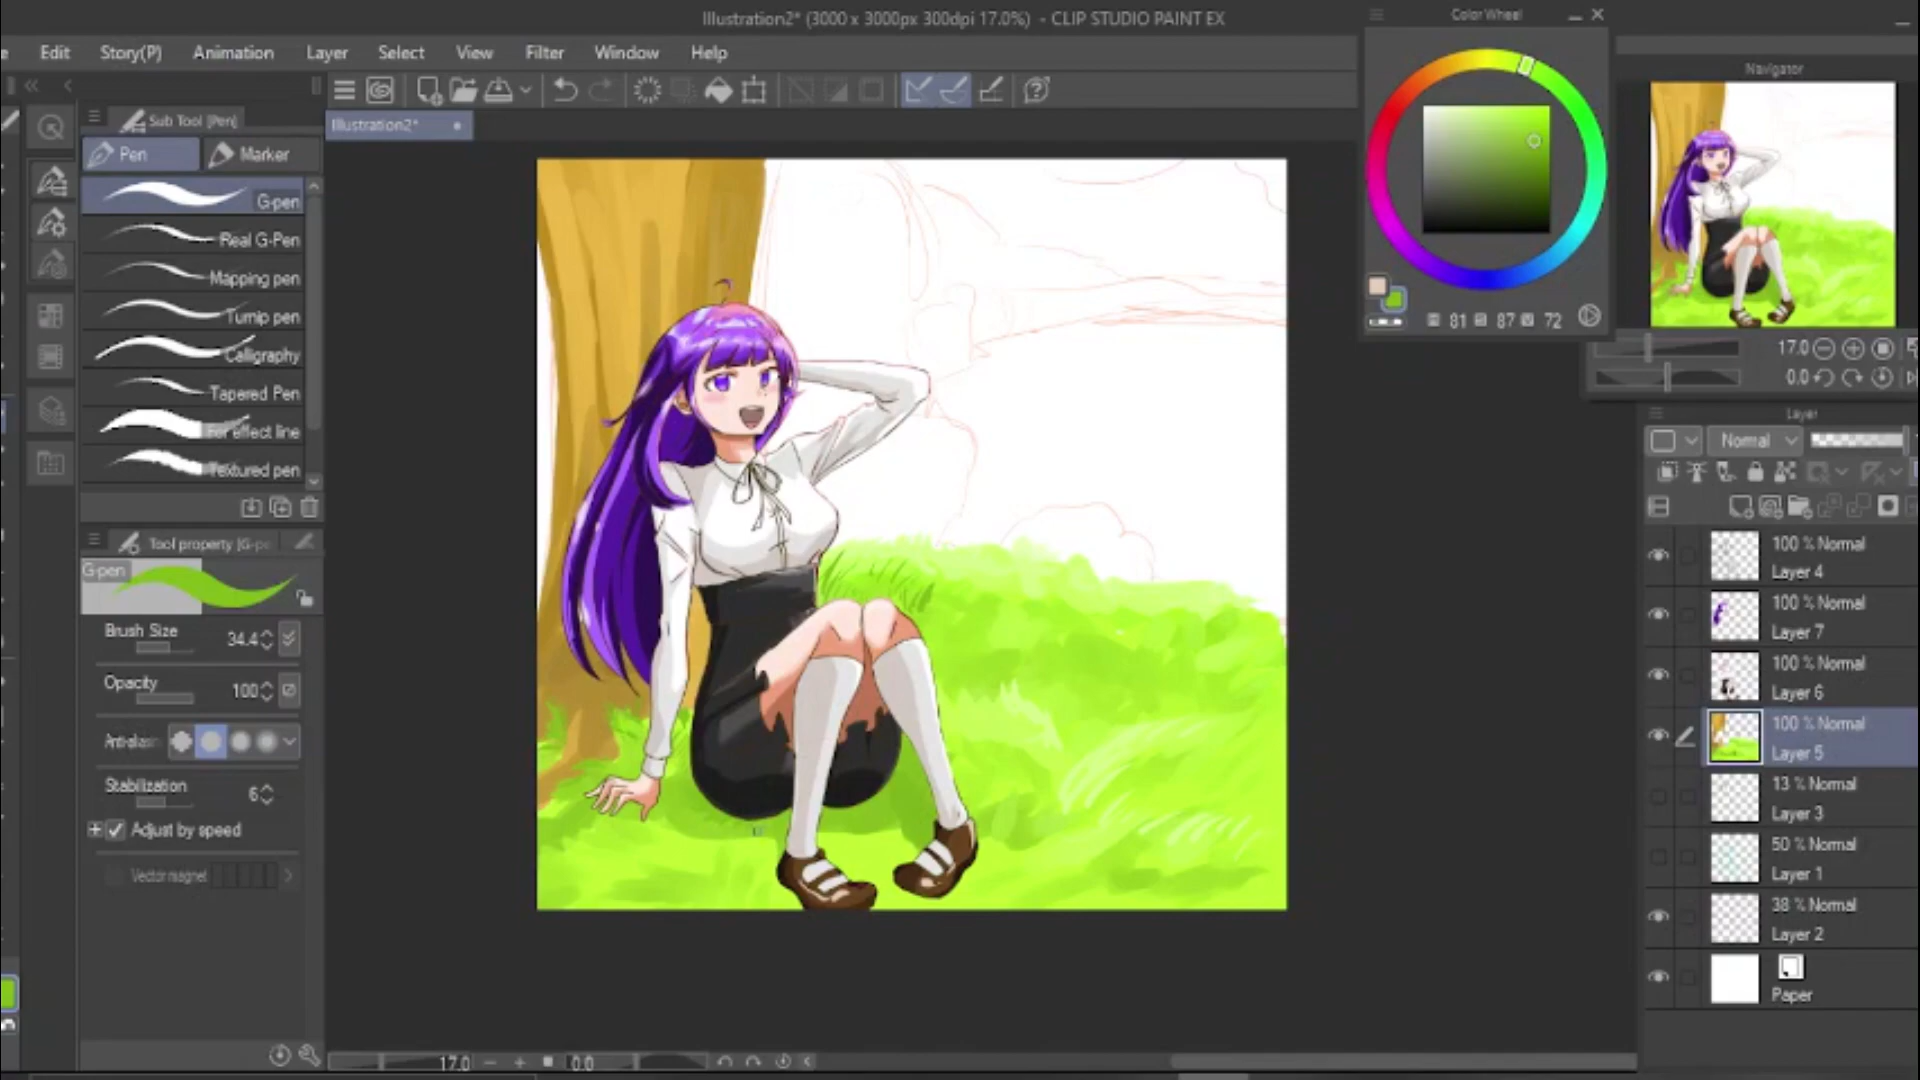 Illustration2* (3000 x 3000px 300dpi 17.0%) - CLIP STUDIO PAINT EX
e Edit Story(P) Animation Layer Select View Filter Window Help
Color Wheel
Navigator
Sub Tool [Pen]
Illustration2*
Pen
Marker
G-pen
Real G-Pen
Mapping pen
Turnip pen
Calligraphy
Tapered Pen
effect line
Textured pen
81 87 72
17.0
0.0
Tool property [G-pe
G-pen
Brush Size 34.4
Opacity 100
Stabilization 6
Adjust by speed
Vector magnet
Layer
Normal
100 % Normal
Layer 4
100 % Normal
Layer 7
100 % Normal
Layer 6
100 % Normal
Layer 5
13 % Normal
Layer 3
50 % Normal
Layer 1
38 % Normal
Layer 2
Paper
17.0
0.0